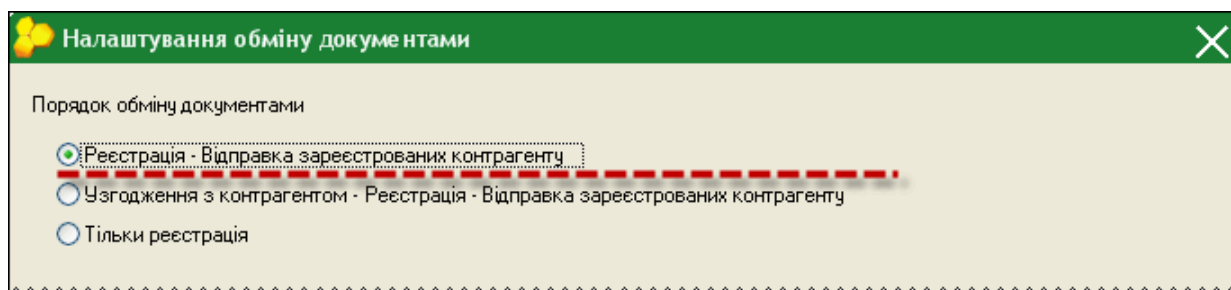 Налаштування обміну документами
Порядок обміну документами
Реєстрація - Відправка зареєстрованих контрагенту
Узгодження з контрагентом - Реєстрація - Відправка зареєстрованих контрагенту
Тільки реєстрація